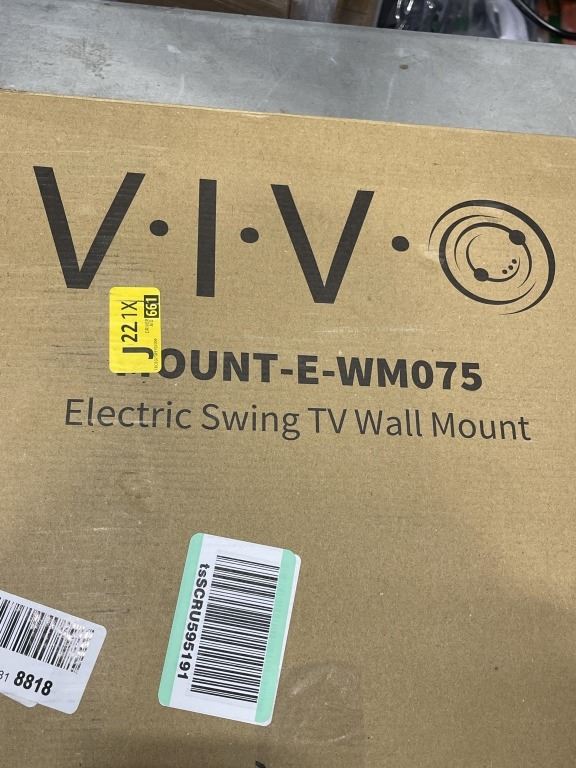 V·I·V·O
J 22 1X
661
MOUNT-E-WM075
Electric Swing TV Wall Mount
tsSCRU595191
8818